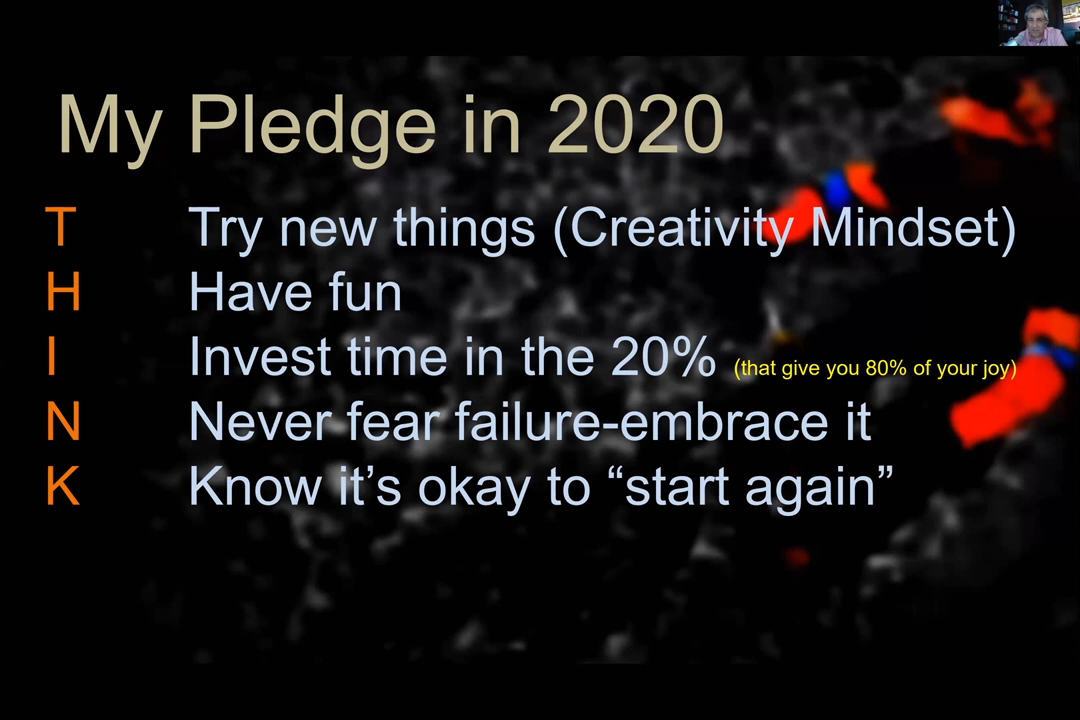 My Pledge in 2020
T Try new things (Creativity Mindset)
H Have fun
I Invest time in the 20% (that give you 80% of your joy)
N Never fear failure-embrace it
K Know it’s okay to “start again”